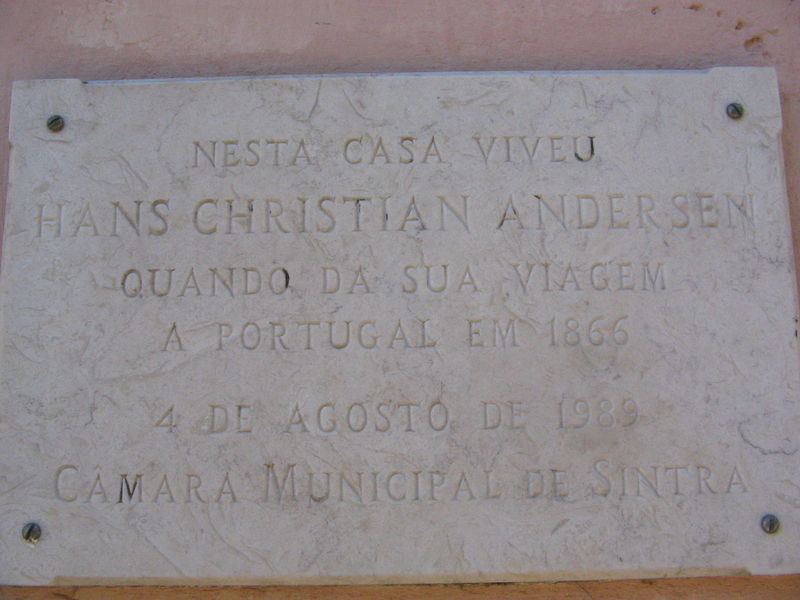 NESTA CASA VIVEU
HANS CHRISTIAN ANDERSEN
QUANDO DA SUA VIAGEM
A PORTUGAL EM 1866
4 DE AGOSTO DE 1989
CÂMARA MUNICIPAL DE SINTRA